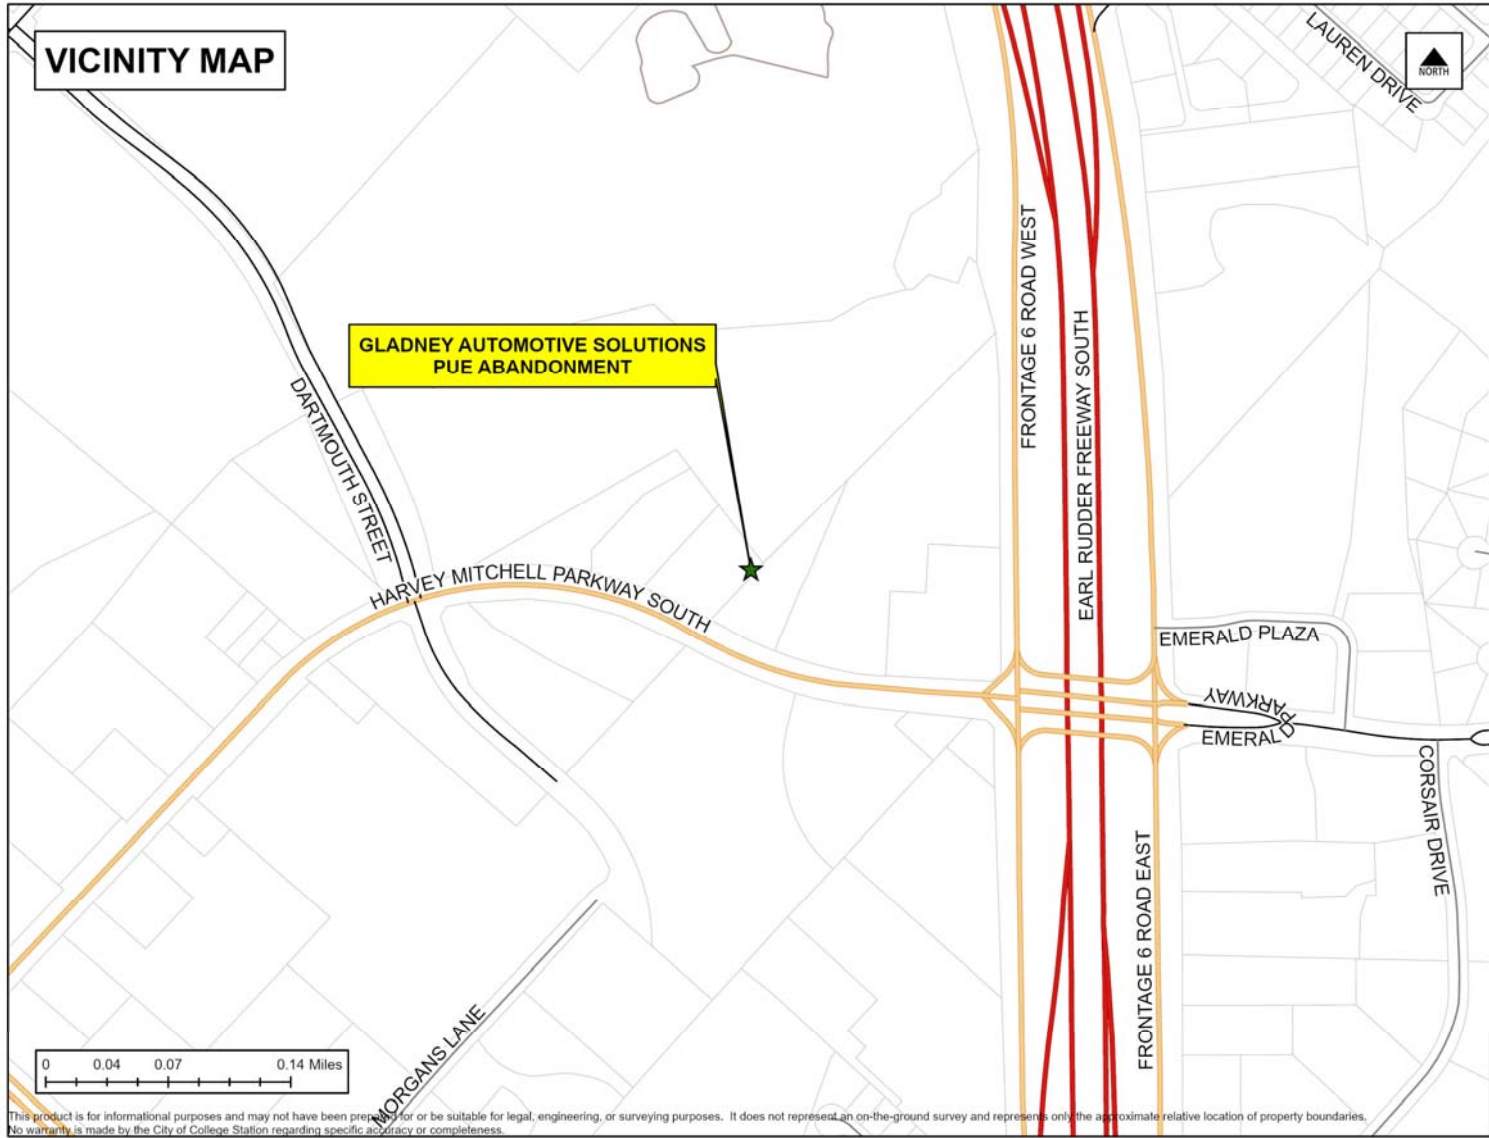 VICINITY MAP
NORTH
LAUREN DRIVE
FRONTAGE 6 ROAD WEST
EARL RUDDER FREEWAY SOUTH
GLADNEY AUTOMOTIVE SOLUTIONS
PUE ABANDONMENT
DARTMOUTH STREET
HARVEY MITCHELL PARKWAY SOUTH
EMERALD PLAZA
PARKWAY
EMERALD
CORSAIR DRIVE
FRONTAGE 6 ROAD EAST
MORGANS LANE
0 0.04 0.07 0.14 Miles
This product is for informational purposes and may not have been prepared for or be suitable for legal, engineering, or surveying purposes. It does not represent an on-the-ground survey and represents only the approximate relative location of property boundaries.
No warranty is made by the City of College Station regarding specific accuracy or completeness.